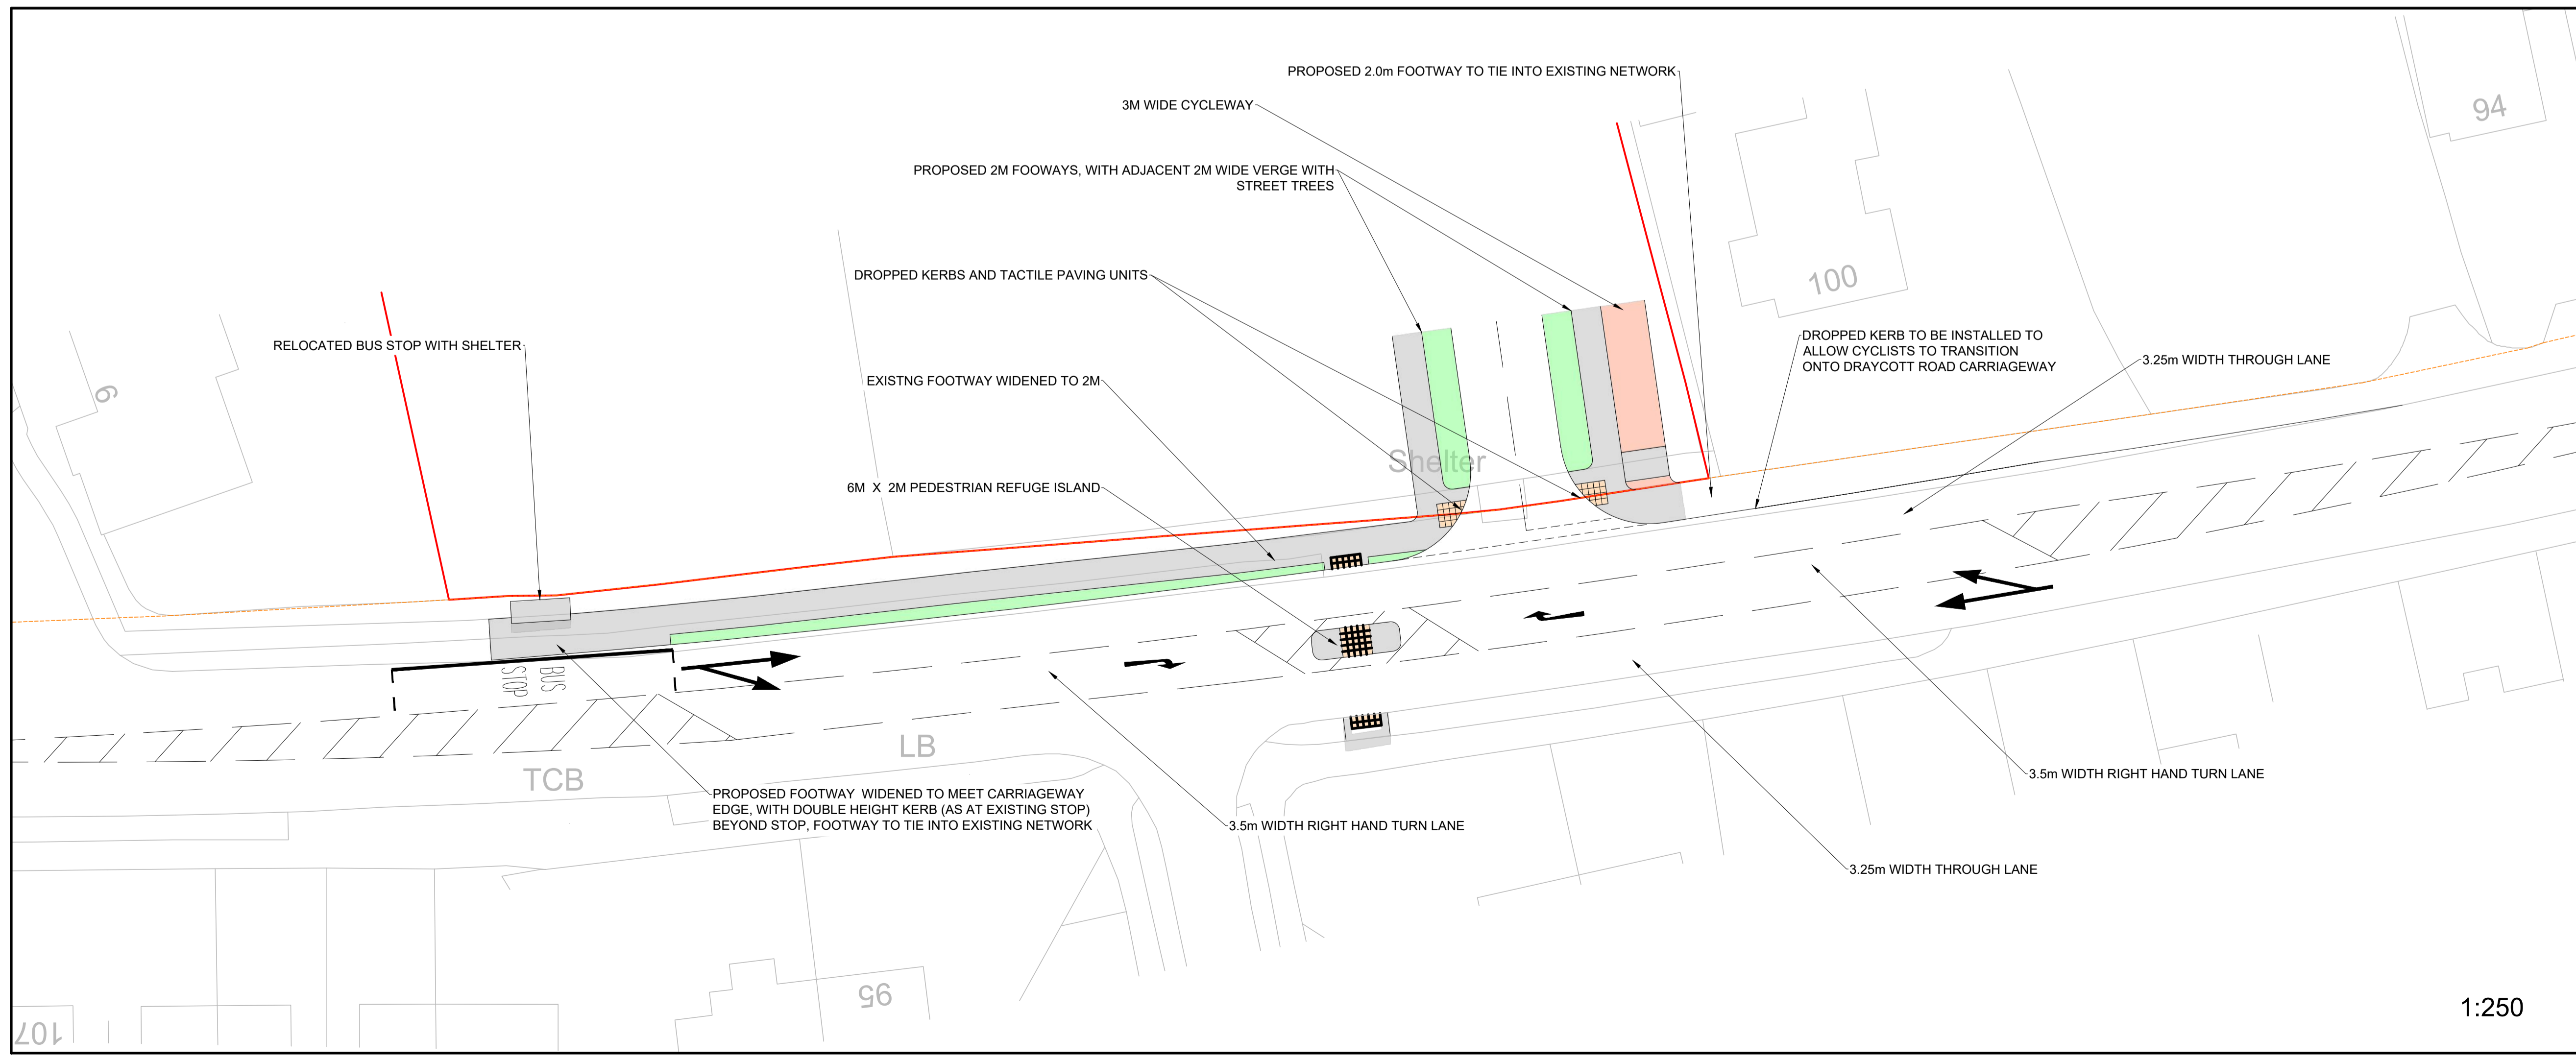 PROPOSED 2.0m FOOTWAY TO TIE INTO EXISTING NETWORK
94
3M WIDE CYCLEWAY
PROPOSED 2M FOOWAYS, WITH ADJACENT 2M WIDE VERGE WITH
STREET TREES
DROPPED KERBS AND TACTILE PAVING UNITS
100
RELOCATED BUS STOP WITH SHELTER
DROPPED KERB TO BE INSTALLED TO
ALLOW CYCLISTS TO TRANSITION
ONTO DRAYCOTT ROAD CARRIAGEWAY
3.25m WIDTH THROUGH LANE
EXISTNG FOOTWAY WIDENED TO 2M
9
Shelter
6M X 2M PEDESTRIAN REFUGE ISLAND
BUS
STOP
LB
TCB
3.5m WIDTH RIGHT HAND TURN LANE
PROPOSED FOOTWAY WIDENED TO MEET CARRIAGEWAY
EDGE, WITH DOUBLE HEIGHT KERB (AS AT EXISTING STOP)
BEYOND STOP, FOOTWAY TO TIE INTO EXISTING NETWORK
3.5m WIDTH RIGHT HAND TURN LANE
3.25m WIDTH THROUGH LANE
95
107
1:250